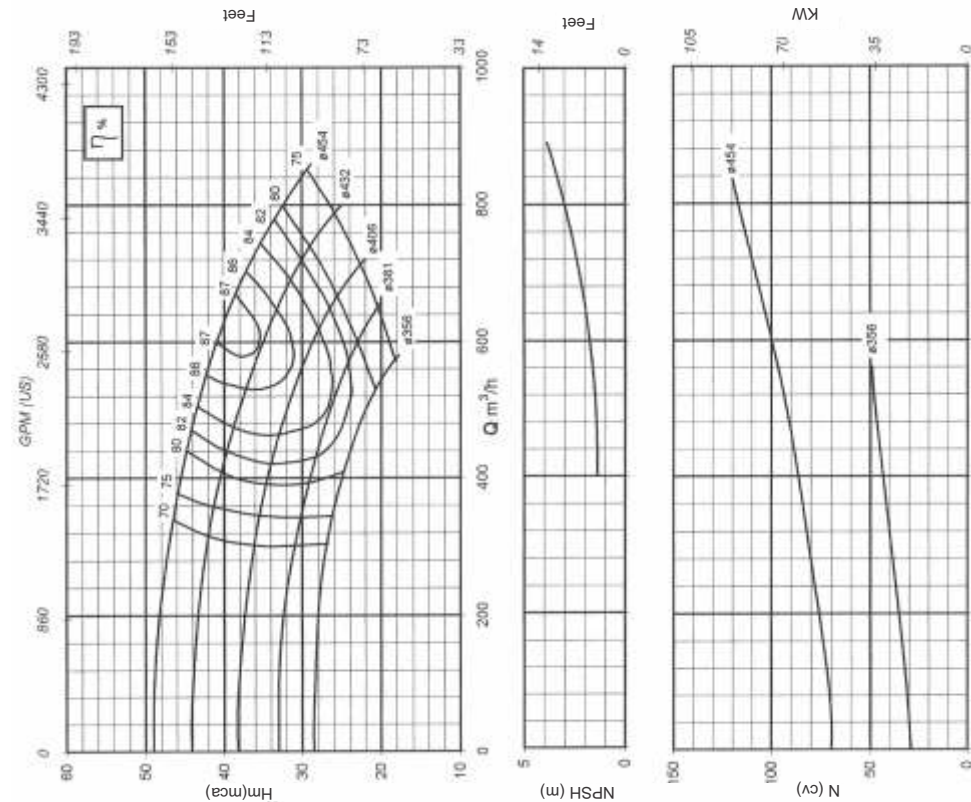 GPM (US)
0 860 1720 2680 3440 4300
60
50
40
30
20
10
Hm(mca)
193
153
113
73
33
Feet
η %
70 75 80 82 84 86 87 87 86 84 82 80 75
ø454
ø432
ø406
ø381
ø356
0 200 400 600 800 1000
Q m³/h
5
0
NPSH (m)
14
0
Feet
150
100
50
0
N (cv)
105
70
35
0
KW
ø454
ø356